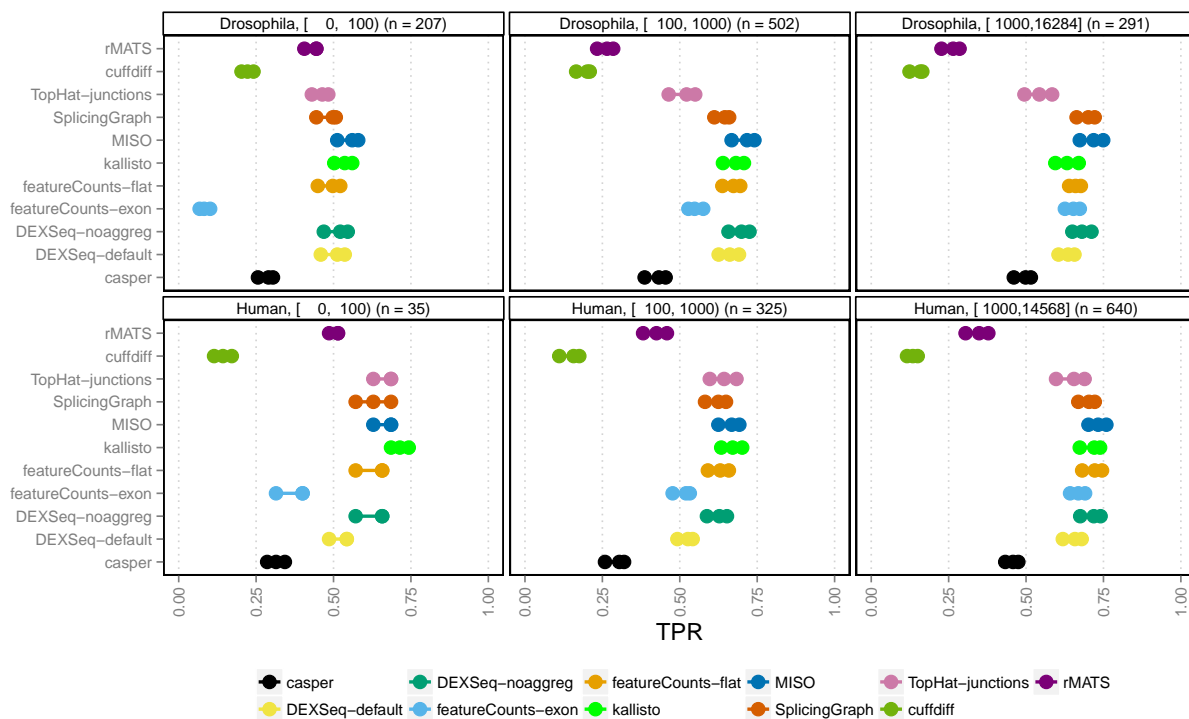 Drosophila, [    0,  100) (n = 207)
Drosophila, [  100, 1000) (n = 502)
Drosophila, [ 1000,16284] (n = 291)
rMATS
cuffdiff
TopHat−junctions
SplicingGraph
MISO
kallisto
featureCounts−flat
featureCounts−exon
DEXSeq−noaggreg
DEXSeq−default
casper
Human, [    0,  100) (n = 35)
Human, [  100, 1000) (n = 325)
Human, [ 1000,14568] (n = 640)
rMATS
cuffdiff
TopHat−junctions
SplicingGraph
MISO
kallisto
featureCounts−flat
featureCounts−exon
DEXSeq−noaggreg
DEXSeq−default
casper
0.00 0.25 0.50 0.75 1.00 0.00 0.25 0.50 0.75 1.00 0.00 0.25 0.50 0.75 1.00
TPR
casper DEXSeq−noaggreg featureCounts−flat MISO TopHat−junctions rMATS
DEXSeq−default featureCounts−exon kallisto SplicingGraph cuffdiff